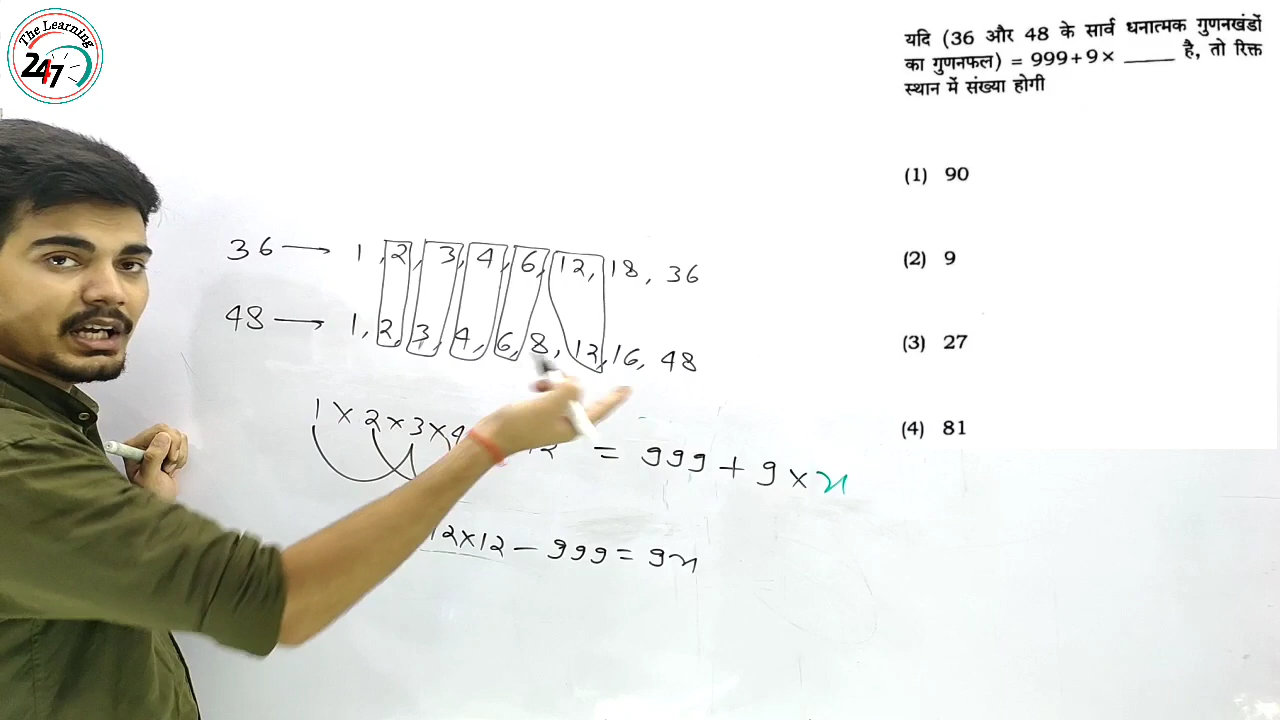 The Learning
247
यदि (36 और 48 के सार्व धनात्मक गुणनखंडों
का गुणनफल) = 999+9× _____ है, तो रिक्त
स्थान में संख्या होगी
(1) 90
(2) 9
(3) 27
(4) 81
36 → 1, 2, 3, 4, 6, 12, 18, 36
48 → 1, 2, 3, 4, 6, 8, 12, 16, 48
1 × 2 × 3 × 4 12 = 999 + 9 × x
12×12 – 999 = 9x